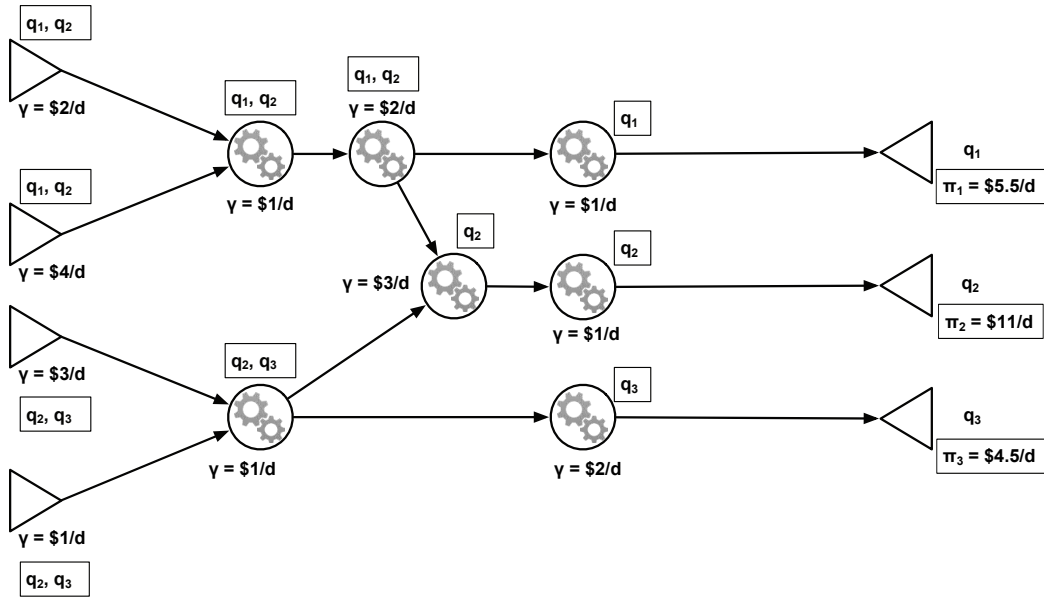 q₁, q₂
γ = $2/d
q₁, q₂
γ = $4/d
γ = $3/d
q₂, q₃
γ = $1/d
q₂, q₃
q₁, q₂
γ = $1/d
q₁, q₂
γ = $2/d
q₂
γ = $3/d
q₂, q₃
γ = $1/d
q₁
γ = $1/d
q₂
γ = $1/d
q₃
γ = $2/d
q₁
π₁ = $5.5/d
q₂
π₂ = $11/d
q₃
π₃ = $4.5/d